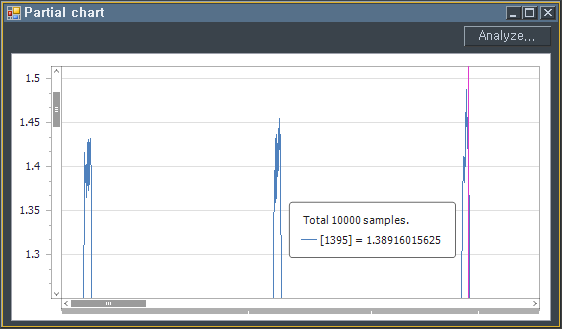 Partial chart
Analyze...
1.5
1.45
1.4
1.35
1.3
Total 10000 samples.
[1395] = 1.38916015625